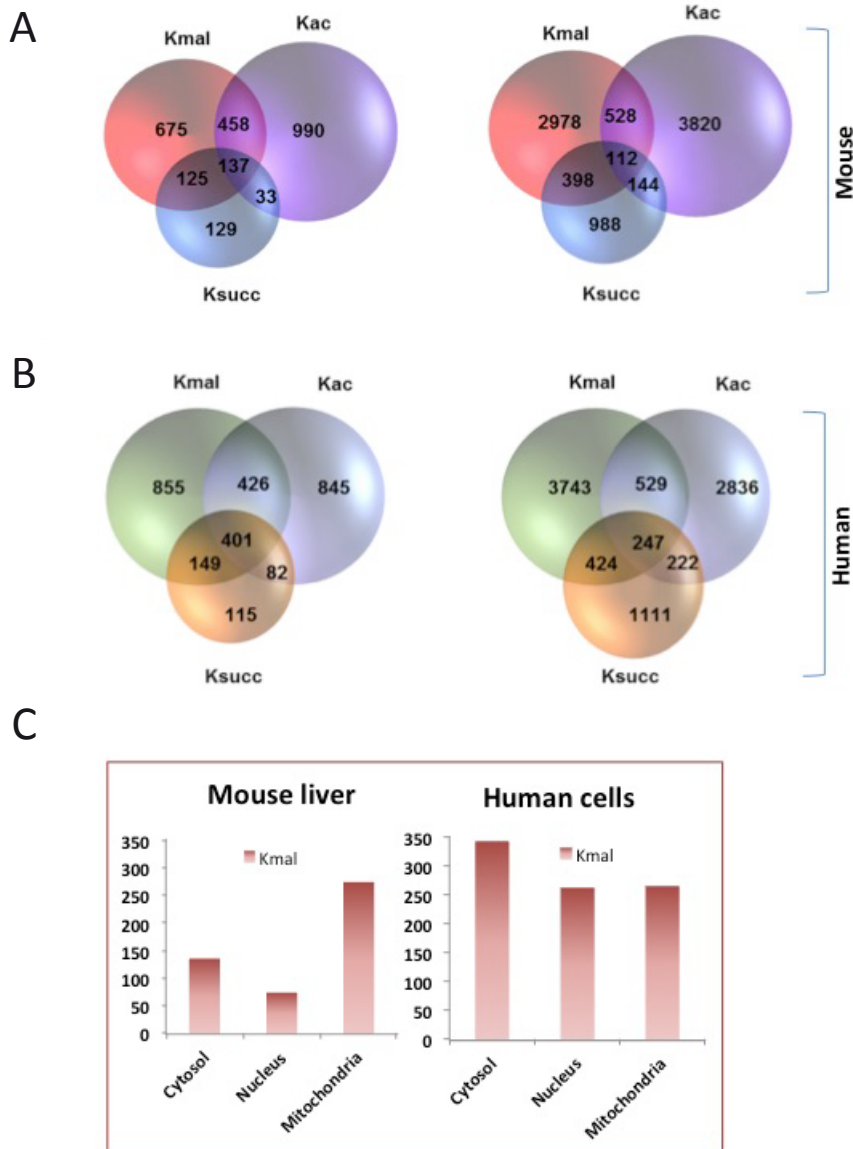 A
Kmal
Kac
675
458
990
137
125
33
129
Ksucc
Kmal
Kac
2978
528
3820
112
398
144
988
Ksucc
Mouse
B
Kmal
Kac
855
426
845
401
149
82
115
Ksucc
Kmal
Kac
3743
529
2836
247
424
222
1111
Ksucc
Human
C
Mouse liver
350
300
250
200
150
100
50
0
Kmal
Cytosol
Nucleus
Mitochondria
Human cells
350
300
250
200
150
100
50
0
Kmal
Cytosol
Nucleus
Mitochondria